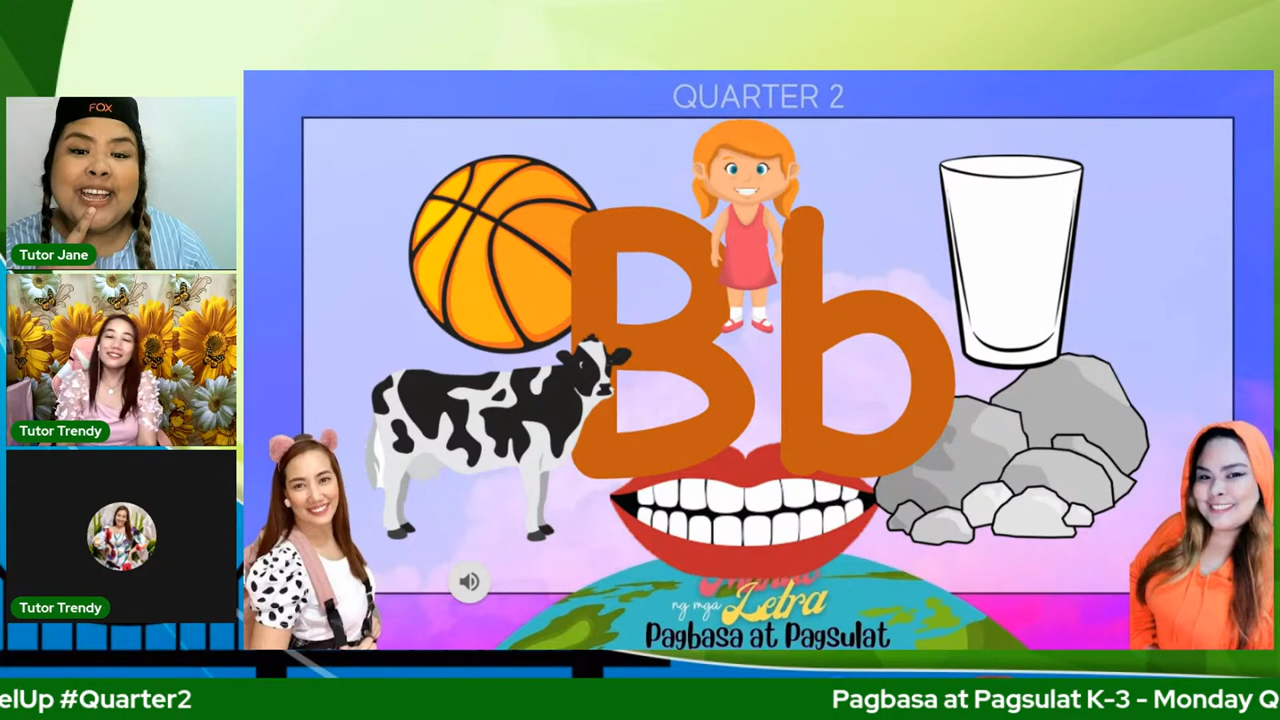 FOX
Tutor Jane
Tutor Trendy
Tutor Trendy
QUARTER 2
Bb
ng mga Letra
Pagbasa at Pagsulat
elUp #Quarter2
Pagbasa at Pagsulat K-3 - Monday Q